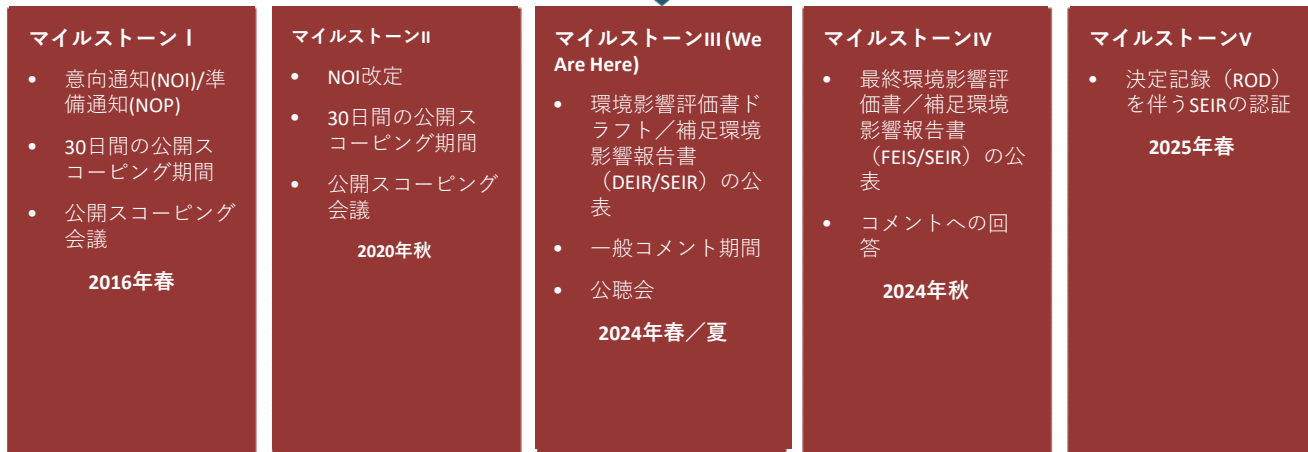 マイルストーンⅠ
• 意向通知(NOI)/準
備通知(NOP)
• 30日間の公開ス
コーピング期間
• 公開スコーピング
会議
2016年春
マイルストーンII
• NOI改定
• 30日間の公開ス
コーピング期間
• 公開スコーピング
会議
2020年秋
マイルストーンIII (We
Are Here)
• 環境影響評価書ド
ラフト／補足環境
影響報告書
（DEIR/SEIR）の公
表
• 一般コメント期間
• 公聴会
2024年春／夏
マイルストーンIV
• 最終環境影響評
価書／補足環境
影響報告書
（FEIS/SEIR）の公
表
• コメントへの回
答
2024年秋
マイルストーンV
• 決定記録（ROD）
を伴うSEIRの認証
2025年春